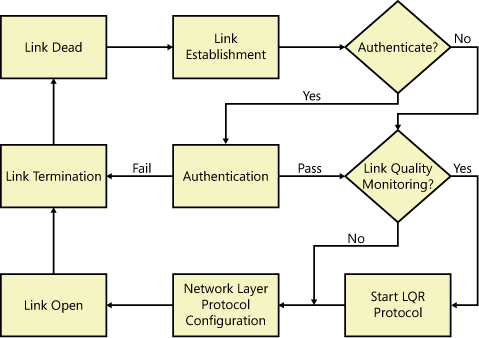 Link Dead
Link
Establishment
Authenticate?
No
Yes
Link Termination
Fail
Authentication
Pass
Link Quality
Monitoring?
Yes
No
Link Open
Network Layer
Protocol
Configuration
Start LQR
Protocol